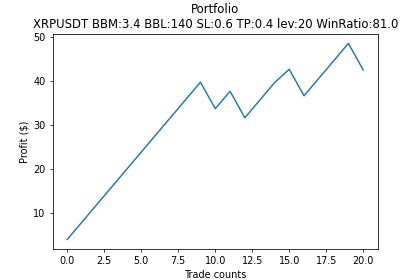 Portfolio
XRPUSDT BBM:3.4 BBL:140 SL:0.6 TP:0.4 lev:20 WinRatio:81.0
50
40
30
20
10
Profit ($)
0.0 2.5 5.0 7.5 10.0 12.5 15.0 17.5 20.0
Trade counts